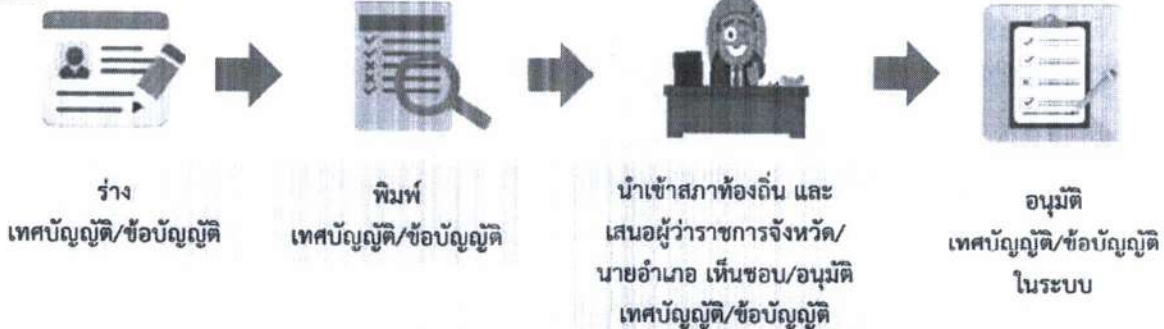 ร่าง
เทศบัญญัติ/ข้อบัญญัติ
พิมพ์
เทศบัญญัติ/ข้อบัญญัติ
นำเข้าสภาท้องถิ่น และ
เสนอผู้ว่าราชการจังหวัด/
นายอำเภอ เห็นชอบ/อนุมัติ
เทศบัญญัติ/ข้อบัญญัติ
อนุมัติ
เทศบัญญัติ/ข้อบัญญัติ
ในระบบ